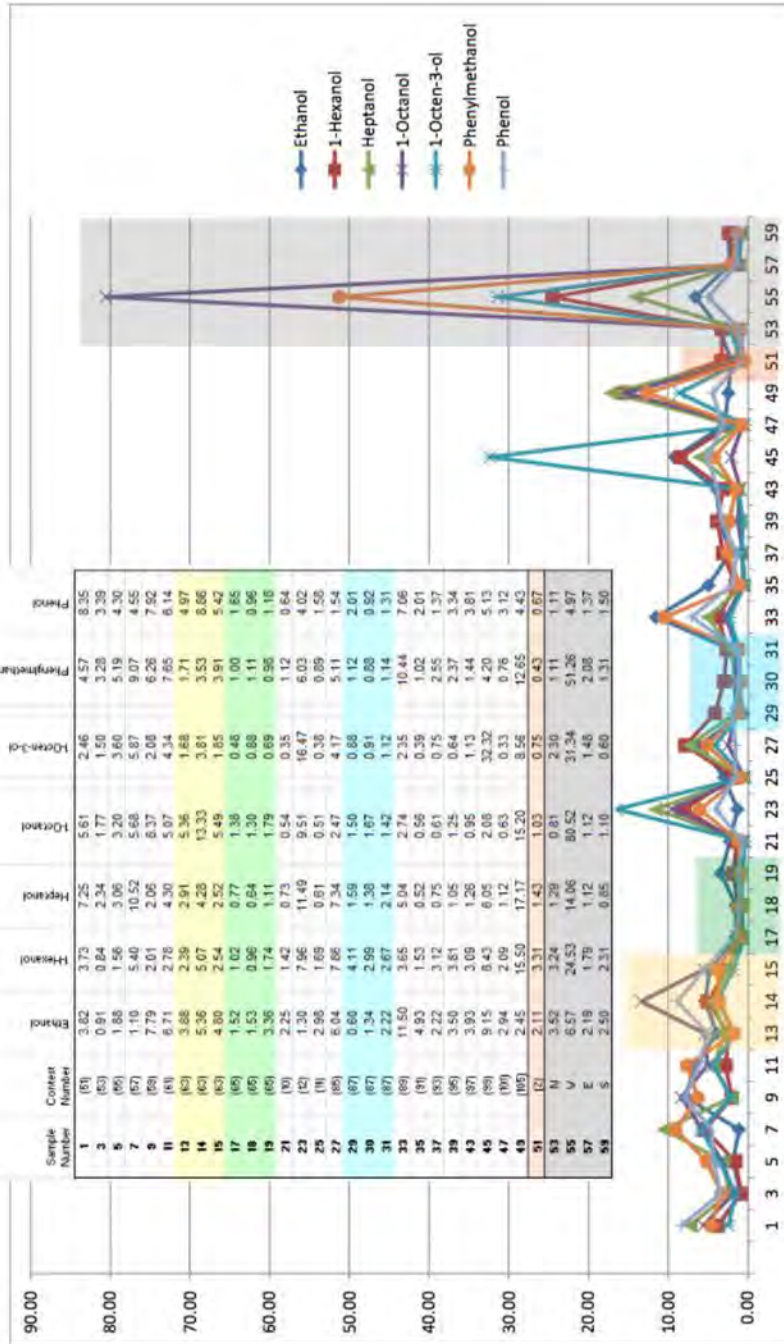 90.00
80.00
70.00
60.00
50.00
40.00
30.00
20.00
10.00
0.00
Sample Number Contest Number Ethanol 1-Hexanol Heptanol 1-Octanol 1-Octen-3-ol Phenylmethan Phenol
1 (51) 3.82 3.73 7.25 5.61 2.46 4.57 8.35
3 (53) 0.91 0.84 2.34 1.77 1.50 3.28 3.39
5 (55) 1.88 1.56 3.06 3.20 3.60 5.19 4.30
7 (57) 1.10 5.40 10.52 5.68 5.87 9.07 4.55
9 (59) 7.79 2.01 2.06 6.37 2.08 6.26 7.92
11 (61) 6.71 2.78 4.30 5.07 4.34 7.65 6.14
13 (63) 3.88 2.39 2.91 5.36 1.68 1.71 4.97
14 (63) 5.36 5.07 4.28 13.33 3.81 3.53 8.86
15 (63) 4.80 2.54 2.52 5.49 1.85 3.91 5.42
17 (65) 1.52 1.02 0.77 1.38 0.48 1.00 1.65
18 (65) 1.53 0.96 0.64 1.30 0.88 1.11 0.96
19 (65) 3.36 1.74 1.11 1.79 0.69 0.98 1.18
21 (10) 2.25 1.42 0.73 0.54 0.35 1.12 0.64
23 (12) 1.30 7.96 11.49 9.51 16.47 6.03 4.02
25 (11) 2.98 1.69 0.61 0.51 0.38 0.89 1.58
27 (85) 6.04 7.86 7.34 2.47 4.17 5.11 1.54
29 (87) 0.60 4.11 1.59 1.50 0.88 1.12 2.01
30 (87) 1.34 2.99 1.38 1.67 0.91 0.88 0.92
31 (87) 2.22 2.67 2.14 1.42 1.12 1.14 1.31
33 (89) 11.50 3.65 5.04 2.74 2.35 10.44 7.06
35 (91) 4.93 1.53 0.52 0.56 0.39 1.02 2.01
37 (93) 2.22 3.12 0.75 0.61 0.75 2.55 1.37
39 (95) 3.50 3.81 1.05 1.25 0.64 2.37 3.34
43 (97) 3.93 3.09 1.26 0.95 1.13 1.44 3.81
45 (99) 9.15 8.43 6.05 2.08 32.32 4.20 5.13
47 (101) 2.94 2.09 1.12 0.63 0.33 0.76 3.12
49 (105) 2.45 15.50 17.17 15.20 8.56 12.65 4.43
51 (2) 2.11 3.31 1.43 1.03 0.75 0.43 0.67
53 N 3.52 3.24 1.29 0.81 2.30 1.11 1.11
55 V 6.57 24.53 14.06 80.52 31.34 51.26 4.97
57 E 2.19 1.79 1.12 1.12 1.48 2.08 1.37
59 S 2.50 2.31 0.85 1.10 0.60 1.31 1.50
1 3 5 7 9 11 13 14 15 17 18 19 21 23 25 27 29 30 31 33 35 37 39 43 45 47 49 51 53 55 57 59
Ethanol
1-Hexanol
Heptanol
1-Octanol
1-Octen-3-ol
Phenylmethanol
Phenol